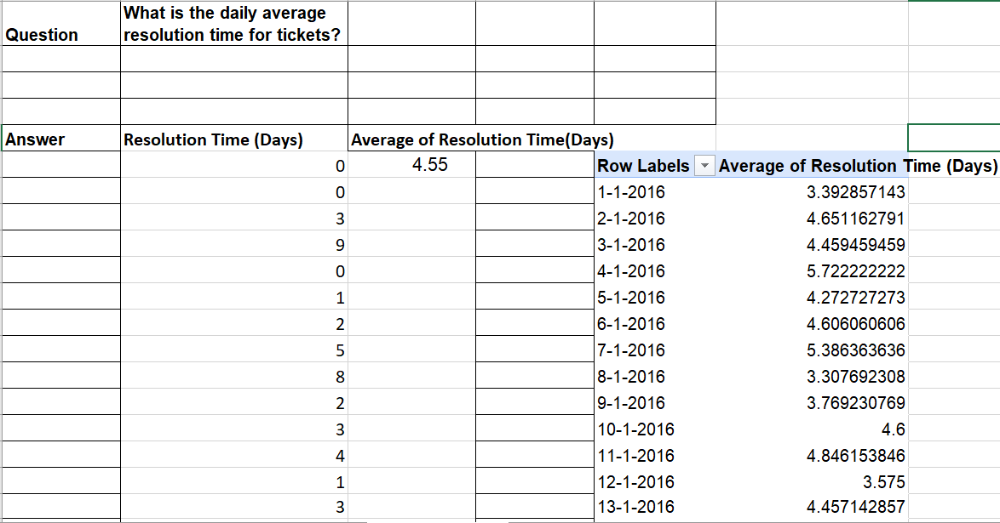 What is the daily average
Question resolution time for tickets?
Answer Resolution Time (Days) Average of Resolution Time(Days)
0 4.55 Row Labels Average of Resolution Time (Days)
0 1-1-2016 3.392857143
3 2-1-2016 4.651162791
9 3-1-2016 4.459459459
0 4-1-2016 5.722222222
1 5-1-2016 4.272727273
2 6-1-2016 4.606060606
5 7-1-2016 5.386363636
8 8-1-2016 3.307692308
2 9-1-2016 3.769230769
3 10-1-2016 4.6
4 11-1-2016 4.846153846
1 12-1-2016 3.575
3 13-1-2016 4.457142857